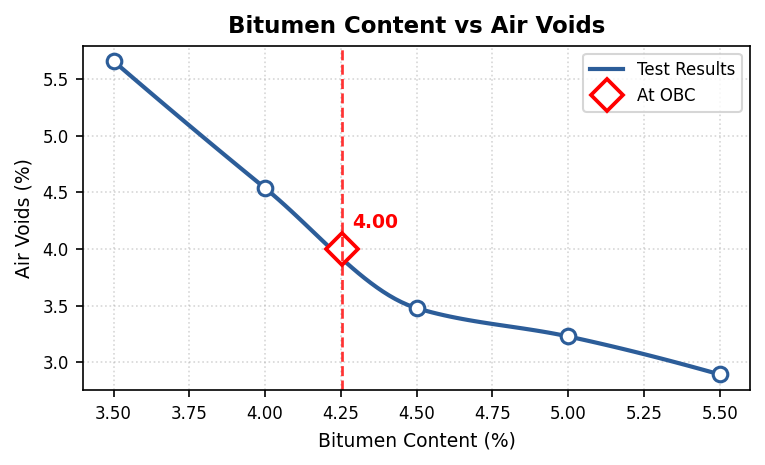 Bitumen Content vs Air Voids
Test Results
At OBC
4.00
Air Voids (%)
5.5
5.0
4.5
4.0
3.5
3.0
3.50 3.75 4.00 4.25 4.50 4.75 5.00 5.25 5.50
Bitumen Content (%)